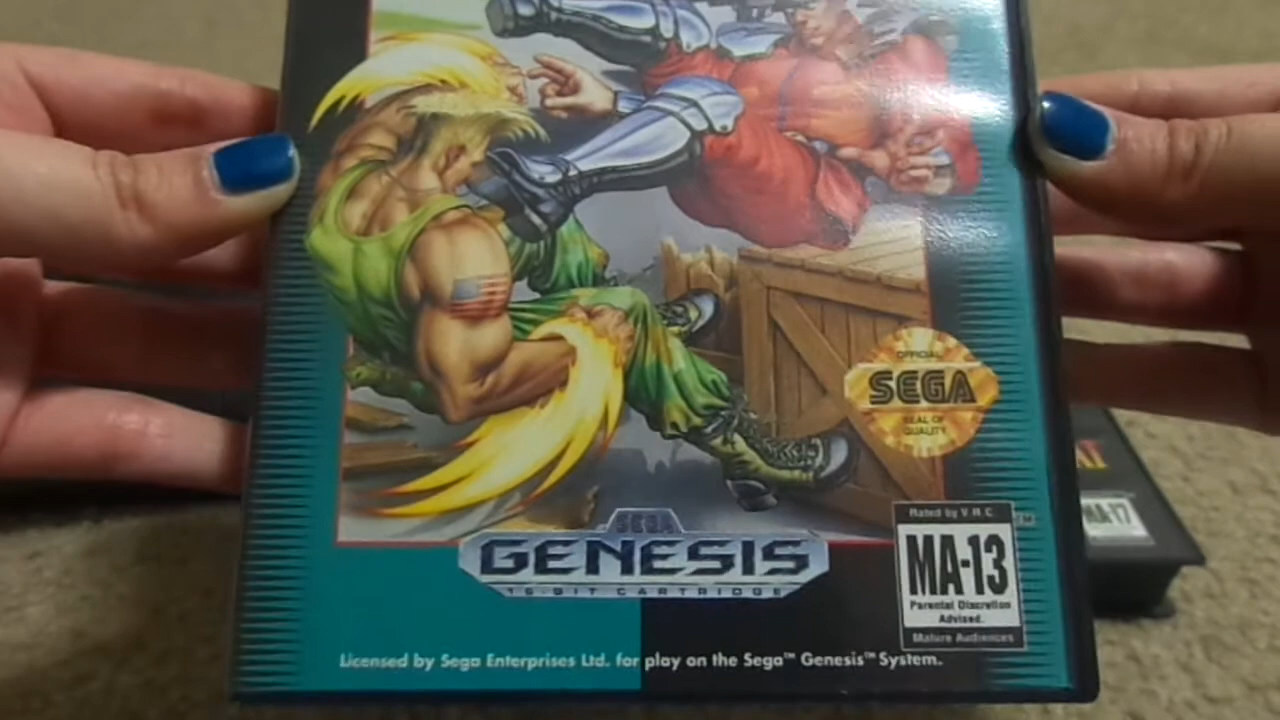 OFFICIAL
SEGA
SEAL OF
QUALITY
Rated by V.R.C.
TM
MA-13
Parental Discretion
Advised.
Mature Audiences
SEGA
GENESIS
16-BIT CARTRIDGE
Licensed by Sega Enterprises Ltd. for play on the Sega™ Genesis™ System.
MA-17